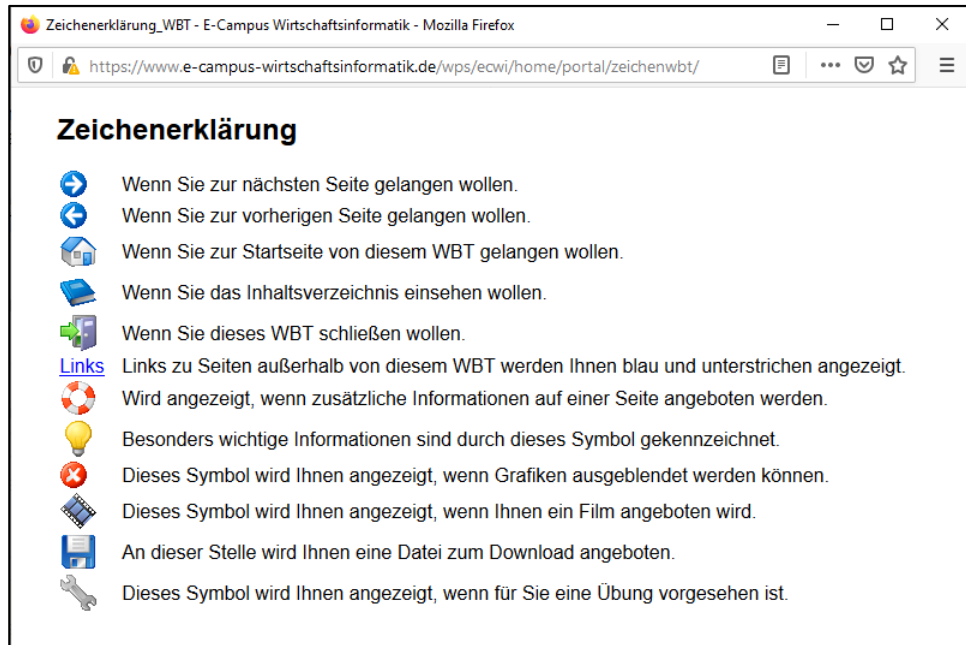 Zeichenerklärung_WBT - E-Campus Wirtschaftsinformatik - Mozilla Firefox
https://www.e-campus-wirtschaftsinformatik.de/wps/ecwi/home/portal/zeichenwbt/
Zeichenerklärung
Wenn Sie zur nächsten Seite gelangen wollen.
Wenn Sie zur vorherigen Seite gelangen wollen.
Wenn Sie zur Startseite von diesem WBT gelangen wollen.
Wenn Sie das Inhaltsverzeichnis einsehen wollen.
Wenn Sie dieses WBT schließen wollen.
Links Links zu Seiten außerhalb von diesem WBT werden Ihnen blau und unterstrichen angezeigt.
Wird angezeigt, wenn zusätzliche Informationen auf einer Seite angeboten werden.
Besonders wichtige Informationen sind durch dieses Symbol gekennzeichnet.
Dieses Symbol wird Ihnen angezeigt, wenn Grafiken ausgeblendet werden können.
Dieses Symbol wird Ihnen angezeigt, wenn Ihnen ein Film angeboten wird.
An dieser Stelle wird Ihnen eine Datei zum Download angeboten.
Dieses Symbol wird Ihnen angezeigt, wenn für Sie eine Übung vorgesehen ist.